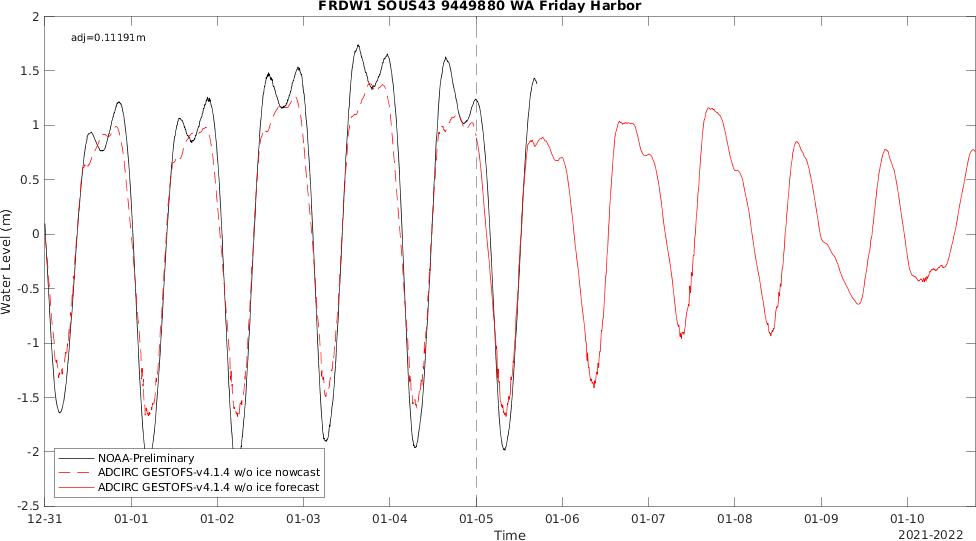 FRDW1 SOUS43 9449880 WA Friday Harbor
adj=0.11191m
2
1.5
1
0.5
0
-0.5
-1
-1.5
-2
-2.5
Water Level (m)
NOAA-Preliminary
ADCIRC GESTOFS-v4.1.4 w/o ice nowcast
ADCIRC GESTOFS-v4.1.4 w/o ice forecast
12-31 01-01 01-02 01-03 01-04 01-05 01-06 01-07 01-08 01-09 01-10
Time
2021-2022